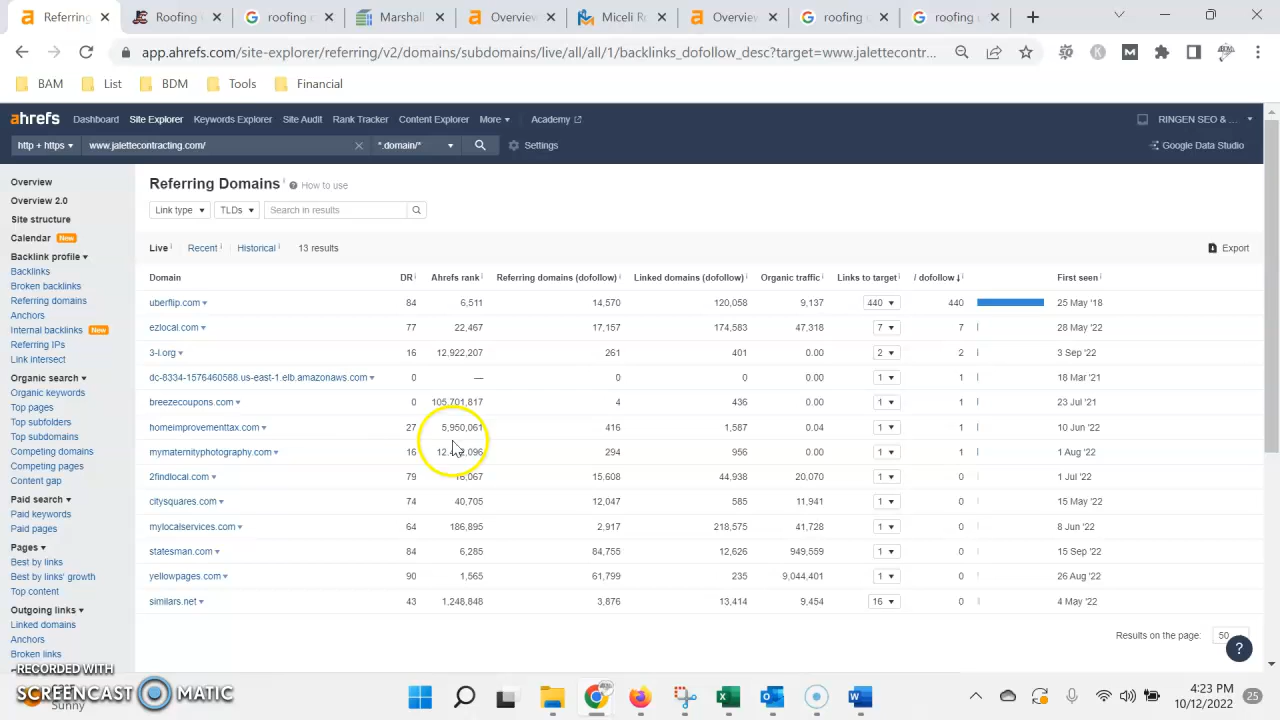 Referring
Roofing
roofing c
Marshall
Overview
Miceli Ro
Overview
roofing
roofing
app.ahrefs.com/site-explorer/referring/v2/domains/subdomains/live/all/all/1/backlinks_dofollow_desc?target=www.jalettecontr...
BAM
List
BDM
Tools
Financial
ahrefs Dashboard Site Explorer Keywords Explorer Site Audit Rank Tracker Content Explorer More Academy RINGEN SEO & ...
http + https www.jalettecontracting.com/ *.domain/* Settings Google Data Studio
Overview
Overview 2.0
Site structure
Calendar New
Backlink profile
Backlinks
Broken backlinks
Referring domains
Anchors
Internal backlinks New
Referring IPs
Link intersect
Organic search
Organic keywords
Top pages
Top subfolders
Top subdomains
Competing domains
Competing pages
Content gap
Paid search
Paid keywords
Paid pages
Pages
Best by links
Best by links' growth
Top content
Outgoing links
Linked domains
Anchors
Broken links
Referring Domains i ? How to use
Link type TLDs Search in results
Live i Recent i Historical i 13 results Export
Domain DR i Ahrefs rank i Referring domains (dofollow) i Linked domains (dofollow) i Organic traffic i Links to target i / dofollow i First seen i
uberflip.com 84 6,511 14,570 120,058 9,137 440 440 25 May '18
ezlocal.com 77 22,467 17,157 174,583 47,318 7 7 28 May '22
3-l.org 16 12,922,207 261 401 0.00 2 2 3 Sep '22
dc-8334-1576460588.us-east-1.elb.amazonaws.com 0 — 0 0 0.00 1 1 18 Mar '21
breezecoupons.com 0 105,701,817 4 436 0.00 1 1 23 Jul '21
homeimprovementtax.com 27 5,950,061 416 1,587 0.04 1 1 10 Jun '22
mymaternityphotography.com 16 294 956 0.00 1 1 1 Aug '22
2findlocal.com 79 15,608 44,938 20,070 1 0 1 Jul '22
citysquares.com 74 40,705 12,047 585 11,941 1 0 15 May '22
mylocalservices.com 64 186,895 2,917 218,575 41,728 1 0 8 Jun '22
statesman.com 84 6,285 84,755 12,626 949,559 1 0 15 Sep '22
yellowpages.com 90 1,565 61,799 235 9,044,401 1 0 26 Aug '22
similars.net 43 1,248,848 3,876 13,414 9,454 16 0 4 May '22
Results on the page: 50
?
RECORDED WITH
SCREENCAST MATIC
Sunny
4:23 PM
10/12/2022
25